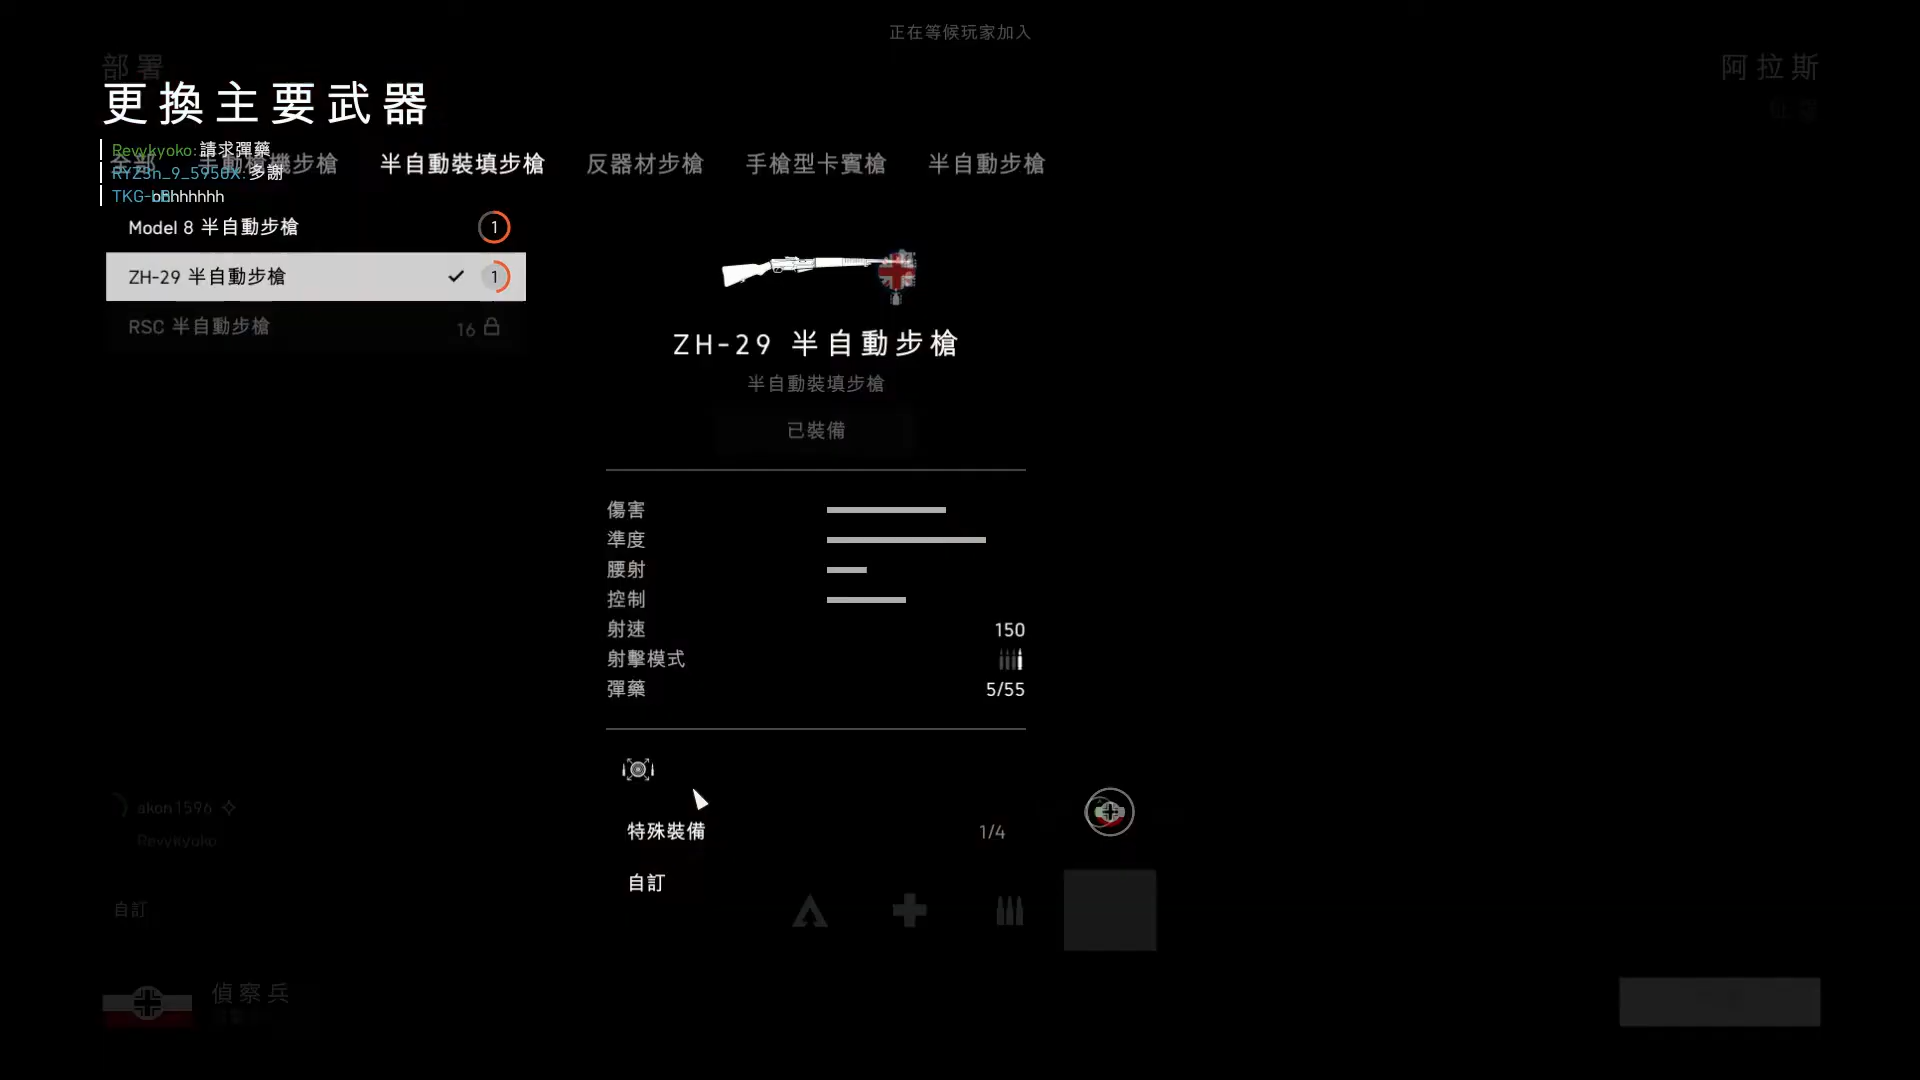 正在等候玩家加入
部署
阿拉斯
更換主要武器
Revykyoko: 請求彈藥
RYZ5n_9_5950X: 多謝
ohhhhhhh
全部
半自動裝填步槍
反器材步槍
手槍型卡賓槍
半自動步槍
Model 8 半自動步槍 1
ZH-29 半自動步槍 1
RSC 半自動步槍 16
ZH-29 半自動步槍
半自動裝填步槍
已裝備
傷害
準度
腰射
控制
射速 150
射擊模式
彈藥 5/55
特殊裝備 1/4
自訂
akon1596
Revykyoko
自訂
偵察兵